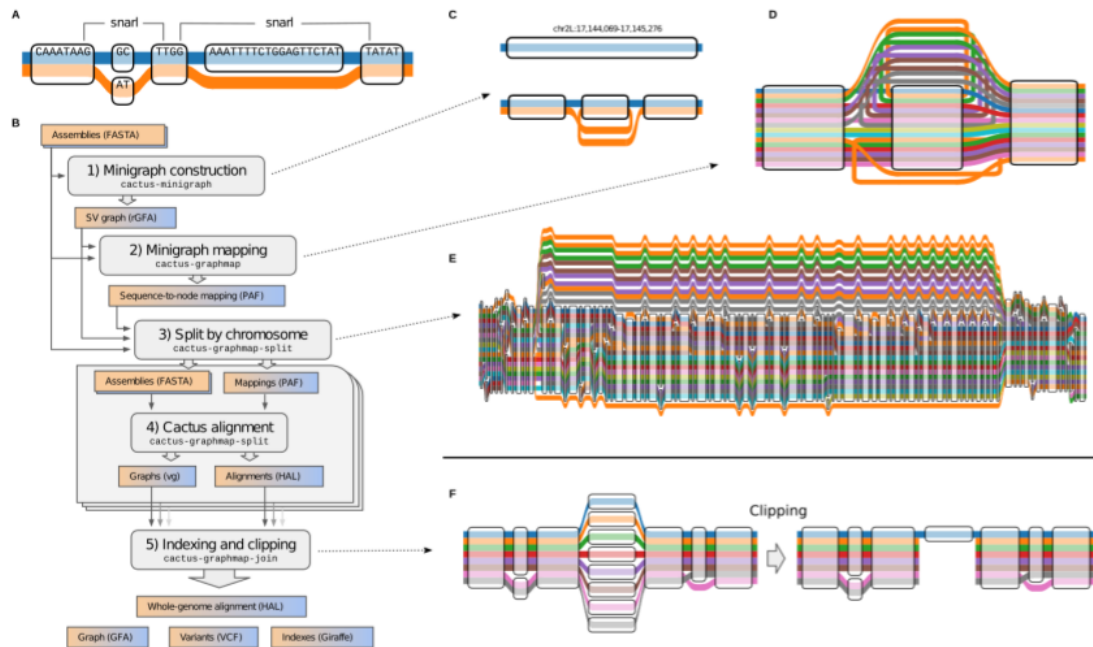 A
snarl
snarl
CAAATAAG
GC
TTGG
AAATTTTCTGGAGTTCTAT
TATAT
AT
B
Assemblies (FASTA)
1) Minigraph construction
cactus-minigraph
SV graph (rGFA)
2) Minigraph mapping
cactus-graphmap
Sequence-to-node mapping (PAF)
3) Split by chromosome
cactus-graphmap-split
Assemblies (FASTA)
Mappings (PAF)
4) Cactus alignment
cactus-graphmap-split
Graphs (vg)
Alignments (HAL)
5) Indexing and clipping
cactus-graphmap-join
Whole-genome alignment (HAL)
Graph (GFA)
Variants (VCF)
Indexes (Giraffe)
C
chr2L:17,144,069-17,145,276
D
E
F
Clipping